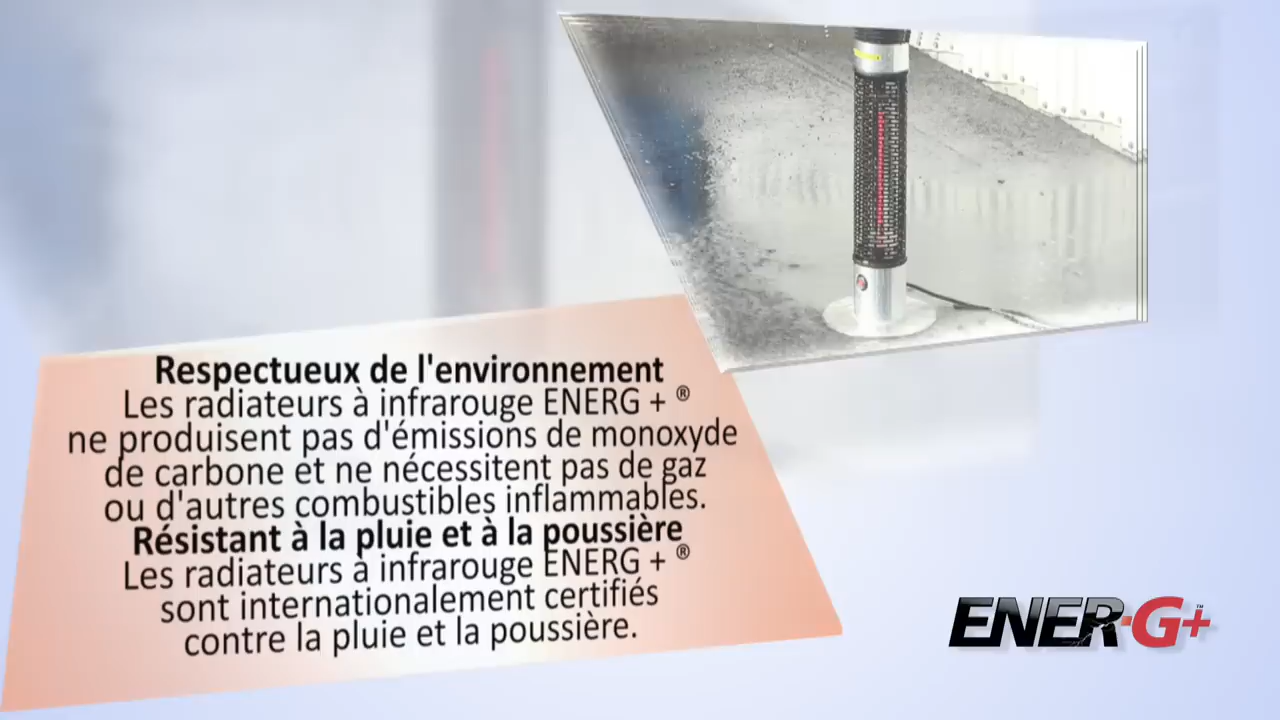 Respectueux de l'environnement
Les radiateurs à infrarouge ENERG + ®
ne produisent pas d'émissions de monoxyde
de carbone et ne nécessitent pas de gaz
ou d'autres combustibles inflammables.
Résistant à la pluie et à la poussière
Les radiateurs à infrarouge ENERG + ®
sont internationalement certifiés
contre la pluie et la poussière.
ENER-G+™